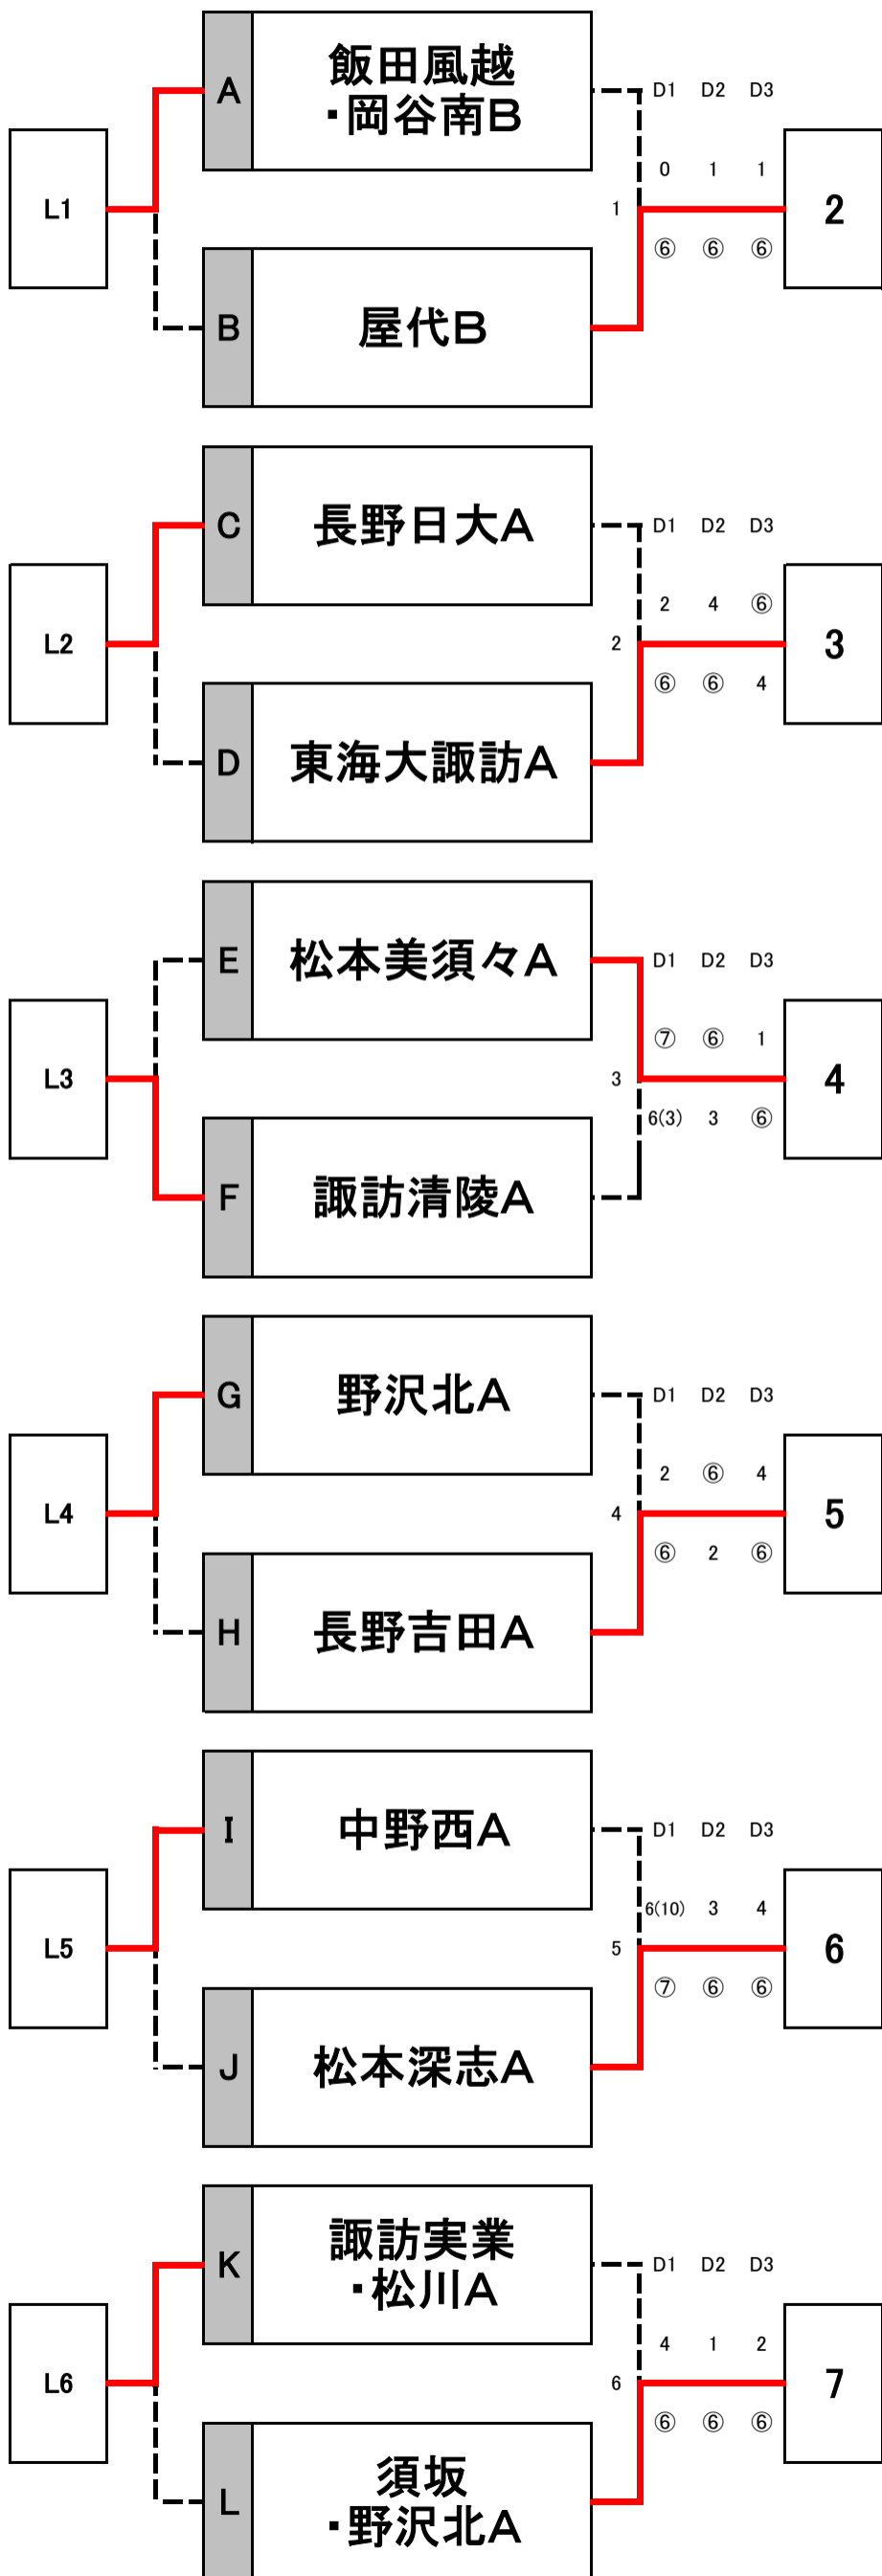 A
飯田風越
・岡谷南B
D1 D2 D3
0 1 1
L1
1
2
⑥ ⑥ ⑥
B
屋代B
C
長野日大A
D1 D2 D3
2 4 ⑥
L2
2
3
⑥ ⑥ 4
D
東海大諏訪A
E
松本美須々A
D1 D2 D3
⑦ ⑥ 1
L3
3
4
6(3) 3 ⑥
F
諏訪清陵A
G
野沢北A
D1 D2 D3
2 ⑥ 4
L4
4
5
⑥ 2 ⑥
H
長野吉田A
I
中野西A
D1 D2 D3
6(10) 3 4
L5
5
6
⑦ ⑥ ⑥
J
松本深志A
K
諏訪実業
・松川A
D1 D2 D3
4 1 2
L6
6
7
⑥ ⑥ ⑥
L
須坂
・野沢北A